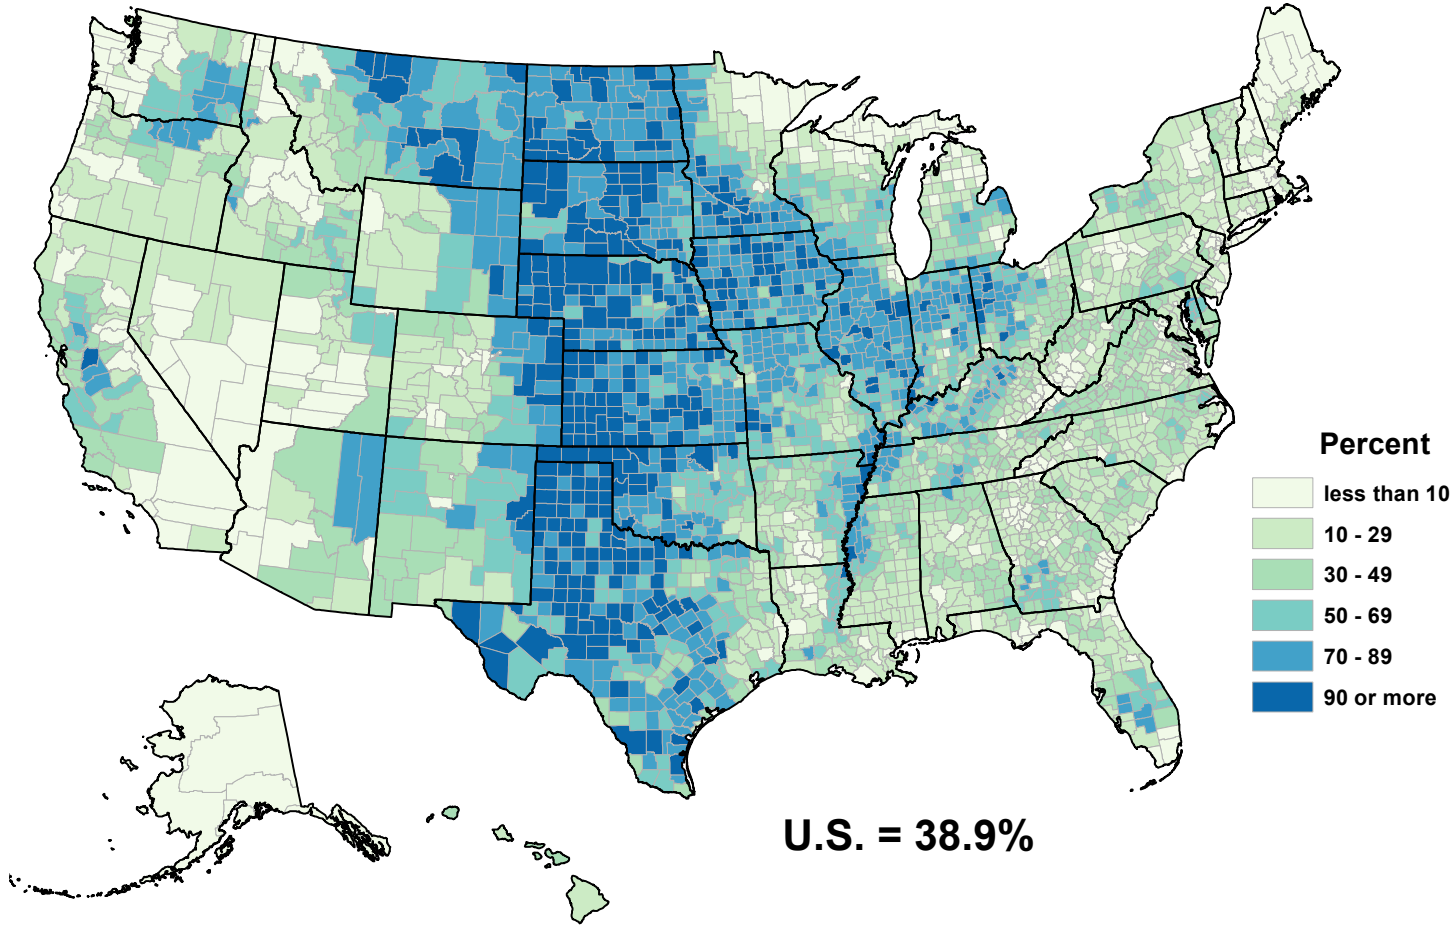 Percent
less than 10
10 - 29
30 - 49
50 - 69
70 - 89
90 or more
U.S. = 38.9%